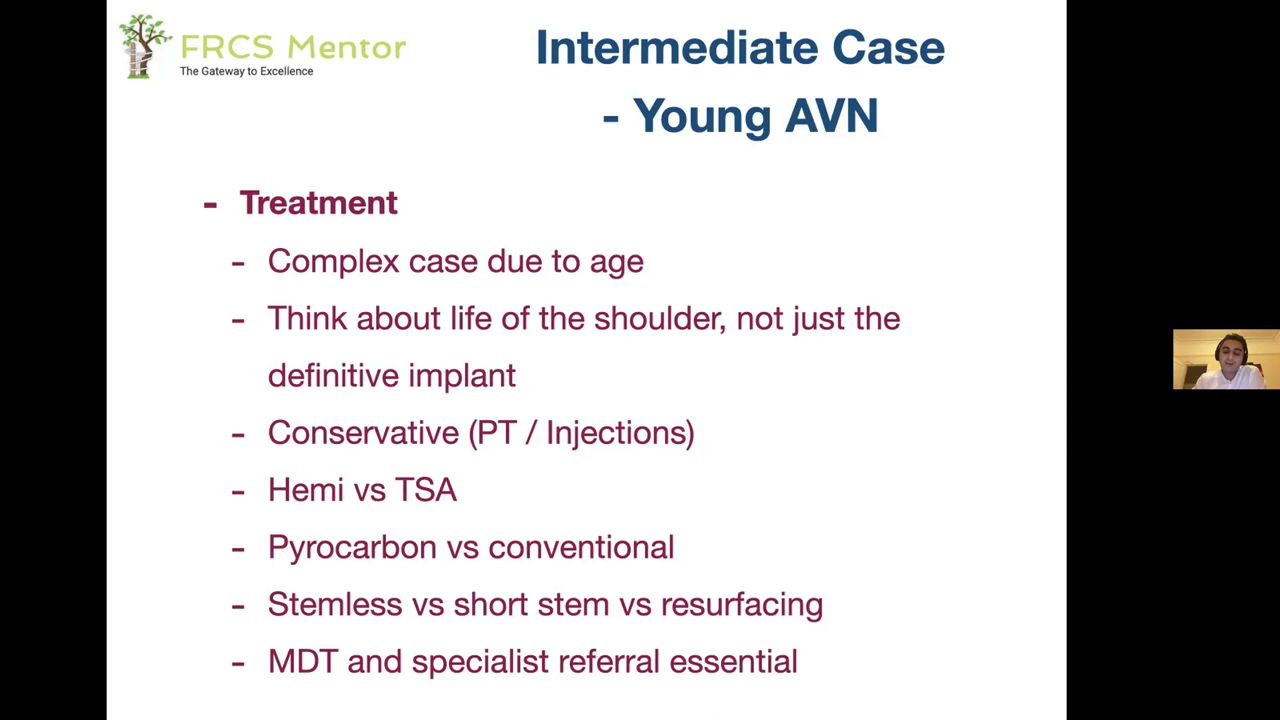 FRCS Mentor
The Gateway to Excellence
Intermediate Case
- Young AVN
- Treatment
- Complex case due to age
- Think about life of the shoulder, not just the
definitive implant
- Conservative (PT / Injections)
- Hemi vs TSA
- Pyrocarbon vs conventional
- Stemless vs short stem vs resurfacing
- MDT and specialist referral essential